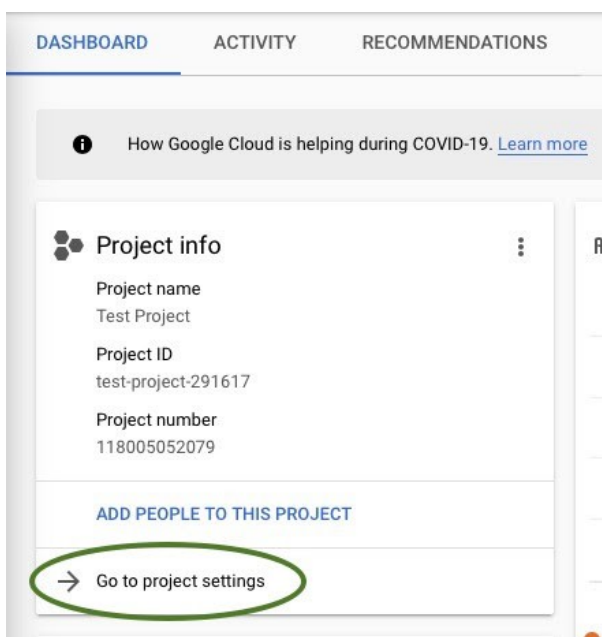 DASHBOARD ACTIVITY RECOMMENDATIONS
How Google Cloud is helping during COVID-19. Learn more
Project info
Project name
Test Project
Project ID
test-project-291617
Project number
118005052079
ADD PEOPLE TO THIS PROJECT
Go to project settings